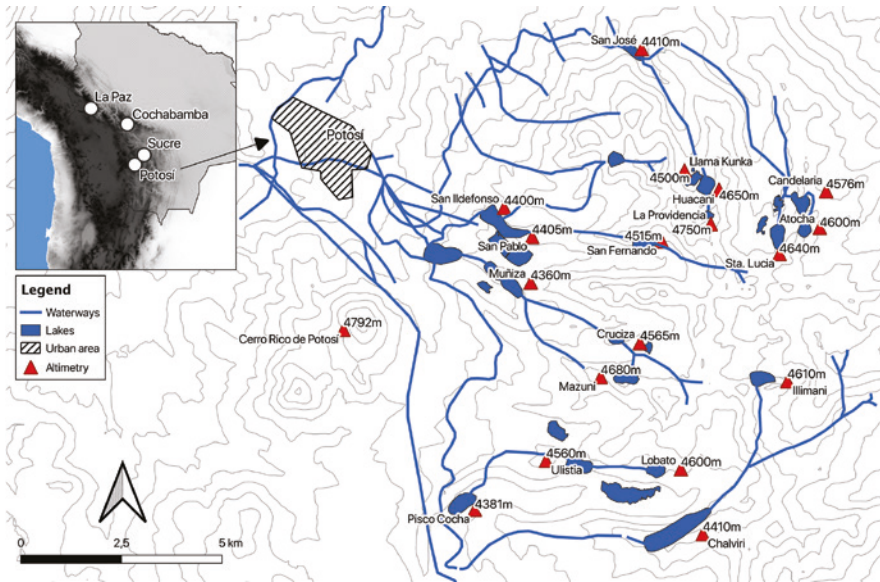 La Paz
Cochabamba
Sucre
Potosí
Potosí
San José
4410m
Llama Kunka
4500m
Huacani
4650m
La Providencia
4750m
Candelaria
4576m
Atocha
4600m
4640m
Sta. Lucia
San Ildefonso
4400m
4405m
San Pablo
4515m
San Fernando
Muñiza
4360m
Legend
Waterways
Lakes
Urban area
Altimetry
4792m
Cerro Rico de Potosí
Cruciza
4565m
4680m
Mazuni
4610m
Illimani
4560m
Ulistia
Lobato
4600m
4381m
Pisco Cocha
4410m
Chalviri
0
2,5
5 km